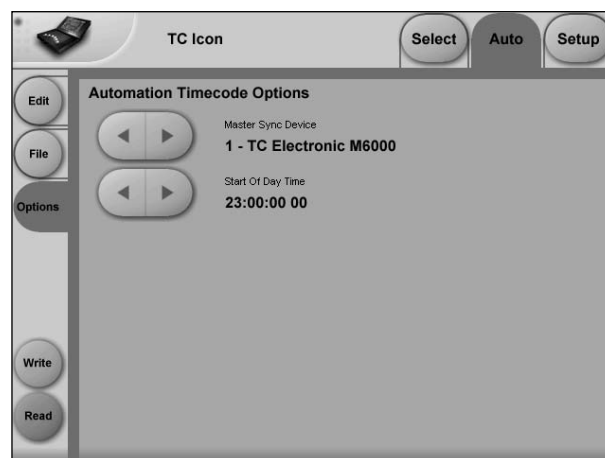 TC Icon
Select
Auto
Setup
Edit
Automation Timecode Options
Master Sync Device
1 - TC Electronic M6000
File
Start Of Day Time
23:00:00 00
Options
Write
Read